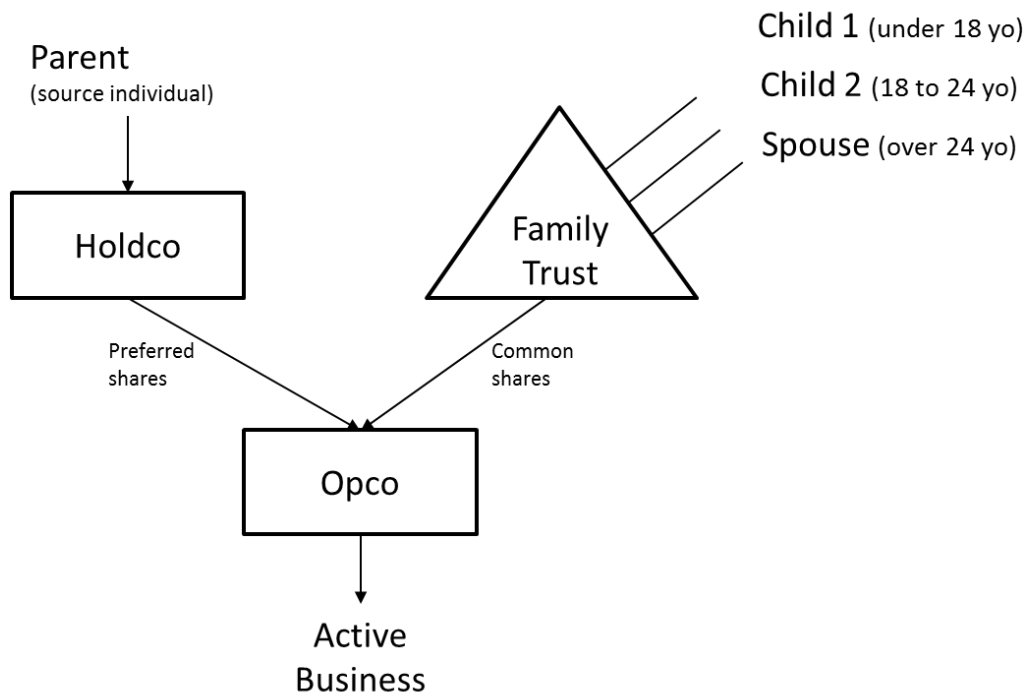 Child 1 (under 18 yo)
Parent
(source individual)
Child 2 (18 to 24 yo)
Spouse (over 24 yo)
Holdco
Family
Trust
Preferred
shares
Common
shares
Opco
Active
Business